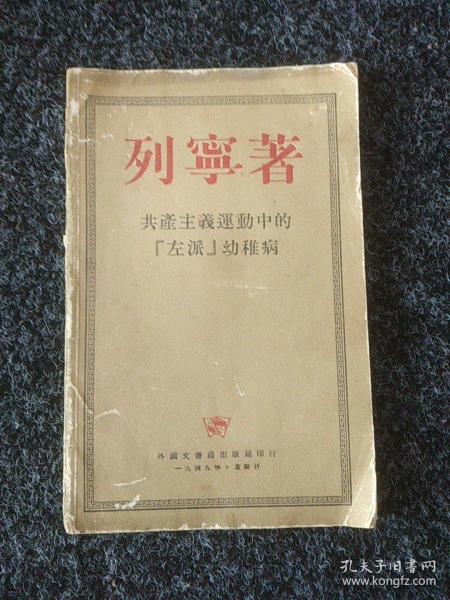 列寧著
共產主義運動中的
『左派』幼稚病
外國文書籍出版局印行
一九四九年·莫斯科
孔夫子旧书网
www.kongfz.com